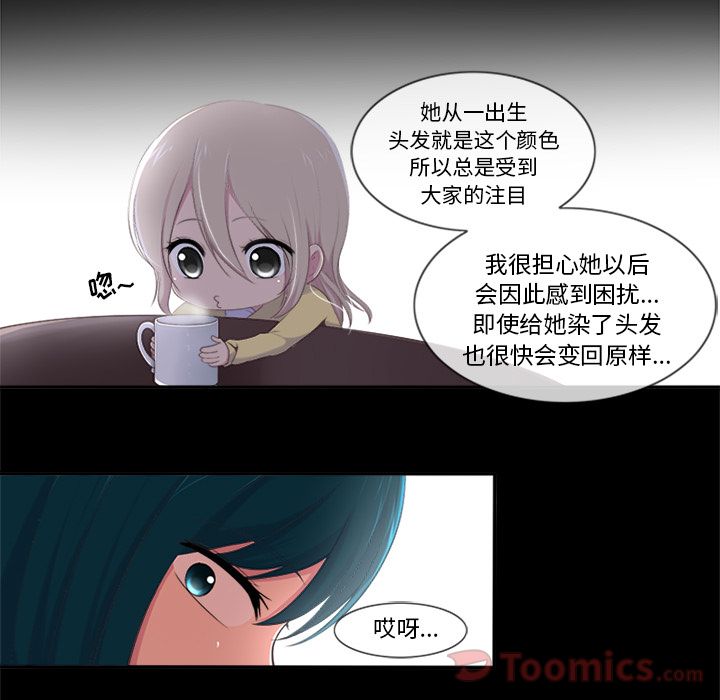 她从一出生
头发就是这个颜色
所以总是受到
大家的注目
我很担心她以后
会因此感到困扰...
即使给她染了头发
也很快会变回原样...
唿~
哎呀...
Toomics.com